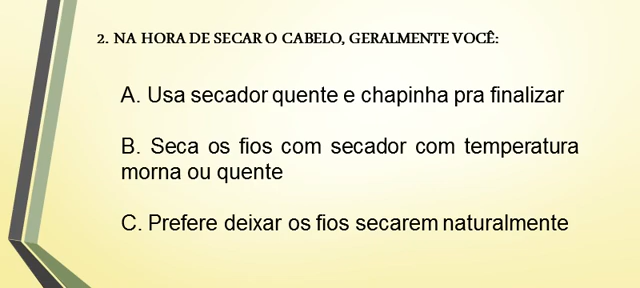 2. NA HORA DE SECAR O CABELO, GERALMENTE VOCÊ:
A. Usa secador quente e chapinha pra finalizar
B. Seca os fios com secador com temperatura
morna ou quente
C. Prefere deixar os fios secarem naturalmente